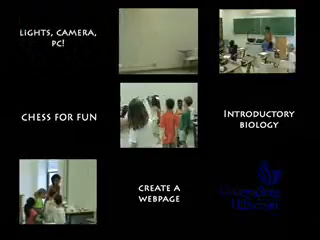 LIGHTS, CAMERA,
PC!
CHESS FOR FUN
INTRODUCTORY
BIOLOGY
CREATE A
WEBPAGE